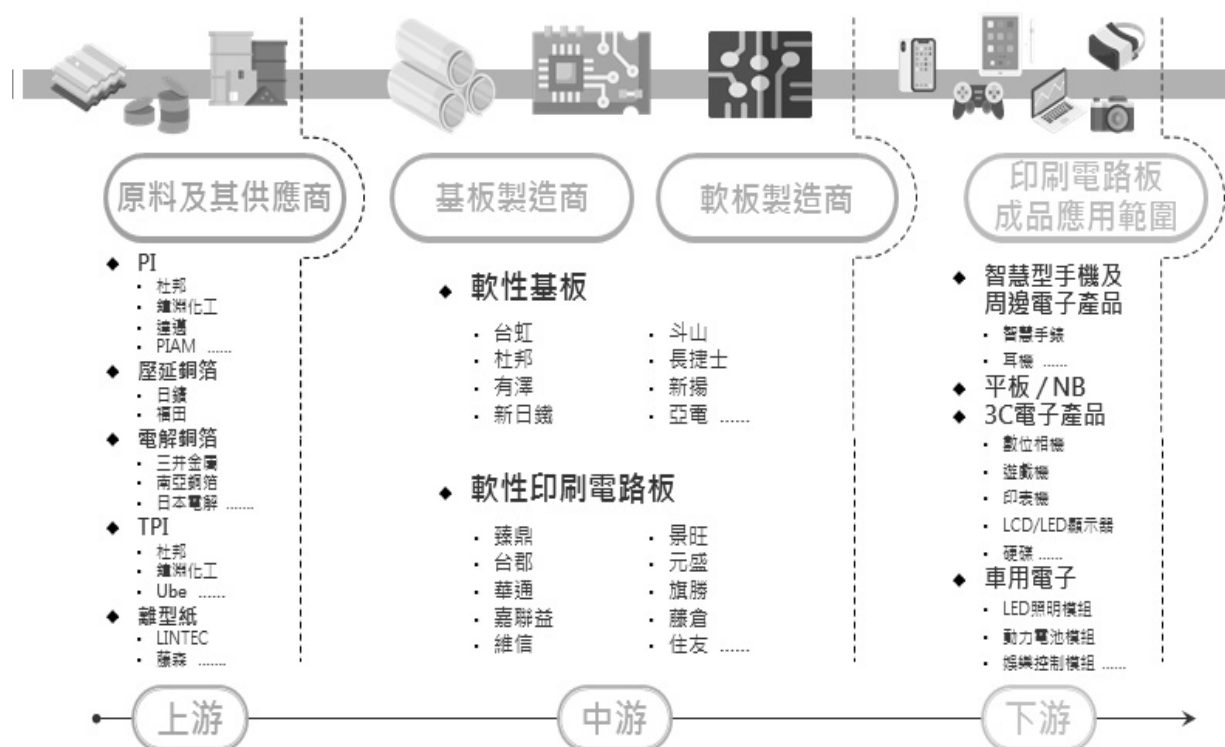 原料及其供應商
基板製造商
軟板製造商
印刷電路板
成品應用範圍
◆ PI
▪ 杜邦
▪ 鐘淵化工
▪ 達邁
▪ PIAM ......
◆ 壓延銅箔
▪ 日鑛
▪ 福田
◆ 電解銅箔
▪ 三井金属
▪ 南亞銅箔
▪ 日本電解 .......
◆ TPI
▪ 杜邦
▪ 鐘淵化工
▪ Ube ......
◆ 離型紙
▪ LINTEC
▪ 藤森 .......
◆ 軟性基板
▪ 台虹
▪ 杜邦
▪ 有澤
▪ 新日鐵
▪ 斗山
▪ 長捷士
▪ 新揚
▪ 亞電 ......
◆ 軟性印刷電路板
▪ 臻鼎
▪ 台郡
▪ 華通
▪ 嘉聯益
▪ 維信
▪ 景旺
▪ 元盛
▪ 旗勝
▪ 藤倉
▪ 住友 ......
◆ 智慧型手機及
周邊電子產品
▪ 智慧手錶
▪ 耳機 ......
◆ 平板 / NB
◆ 3C電子產品
▪ 數位相機
▪ 遊戲機
▪ 印表機
▪ LCD/LED顯示器
▪ 硬碟 ......
◆ 車用電子
▪ LED照明模組
▪ 動力電池模組
▪ 娛樂控制模組 ......
上游
中游
下游